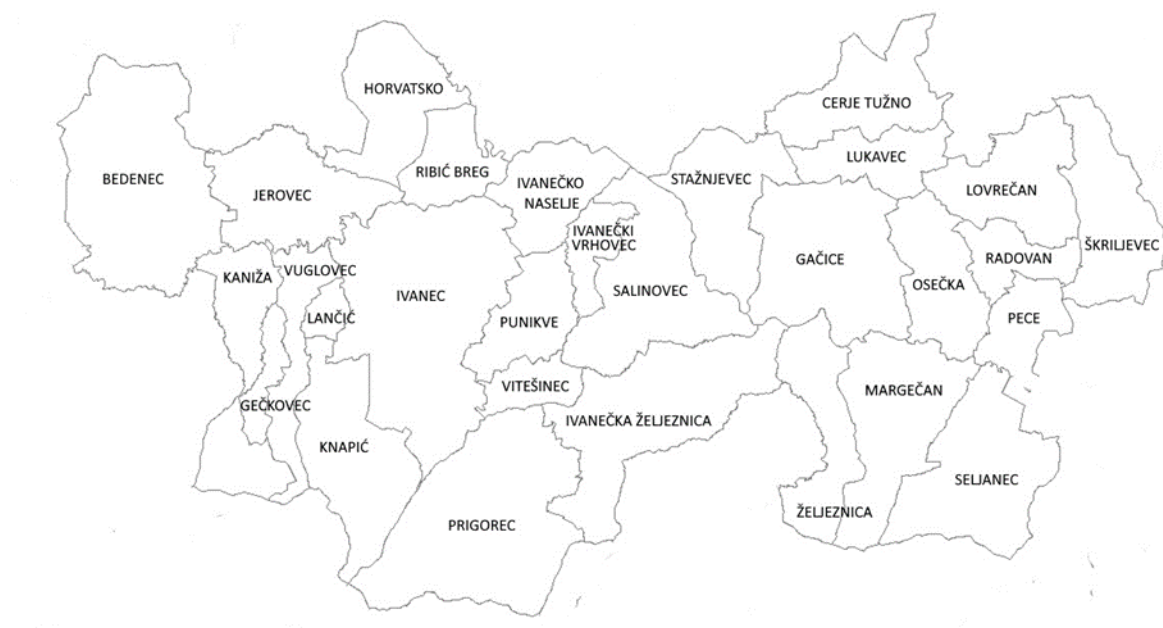 HORVATSKO
CERJE TUŽNO
LUKAVEC
BEDENEC
RIBIĆ BREG
STAŽNJEVEC
IVANEČKO
NASELJE
JEROVEC
LOVREČAN
IVANEČKI
VRHOVEC
ŠKRILJEVEC
GAČICE
RADOVAN
KANIŽA
VUGLOVEC
OSEČKA
IVANEC
SALINOVEC
LANČIĆ
PUNIKVE
PECE
VITEŠINEC
MARGEČAN
GEČKOVEC
IVANEČKA ŽELJEZNICA
KNAPIĆ
SELJANEC
ŽELJEZNICA
PRIGOREC